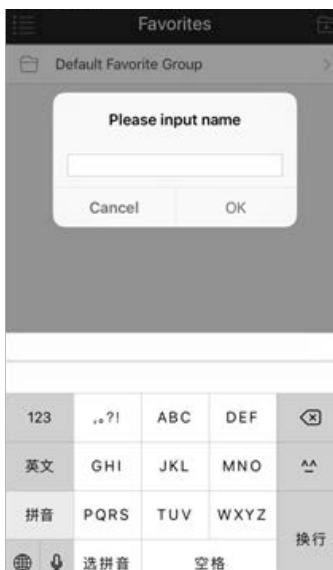 Favorites
Default Favorite Group
Please input name
Cancel OK
123 ,。?! ABC DEF
英文 GHI JKL MNO ^^
拼音 PQRS TUV WXYZ
换行
选拼音 空格